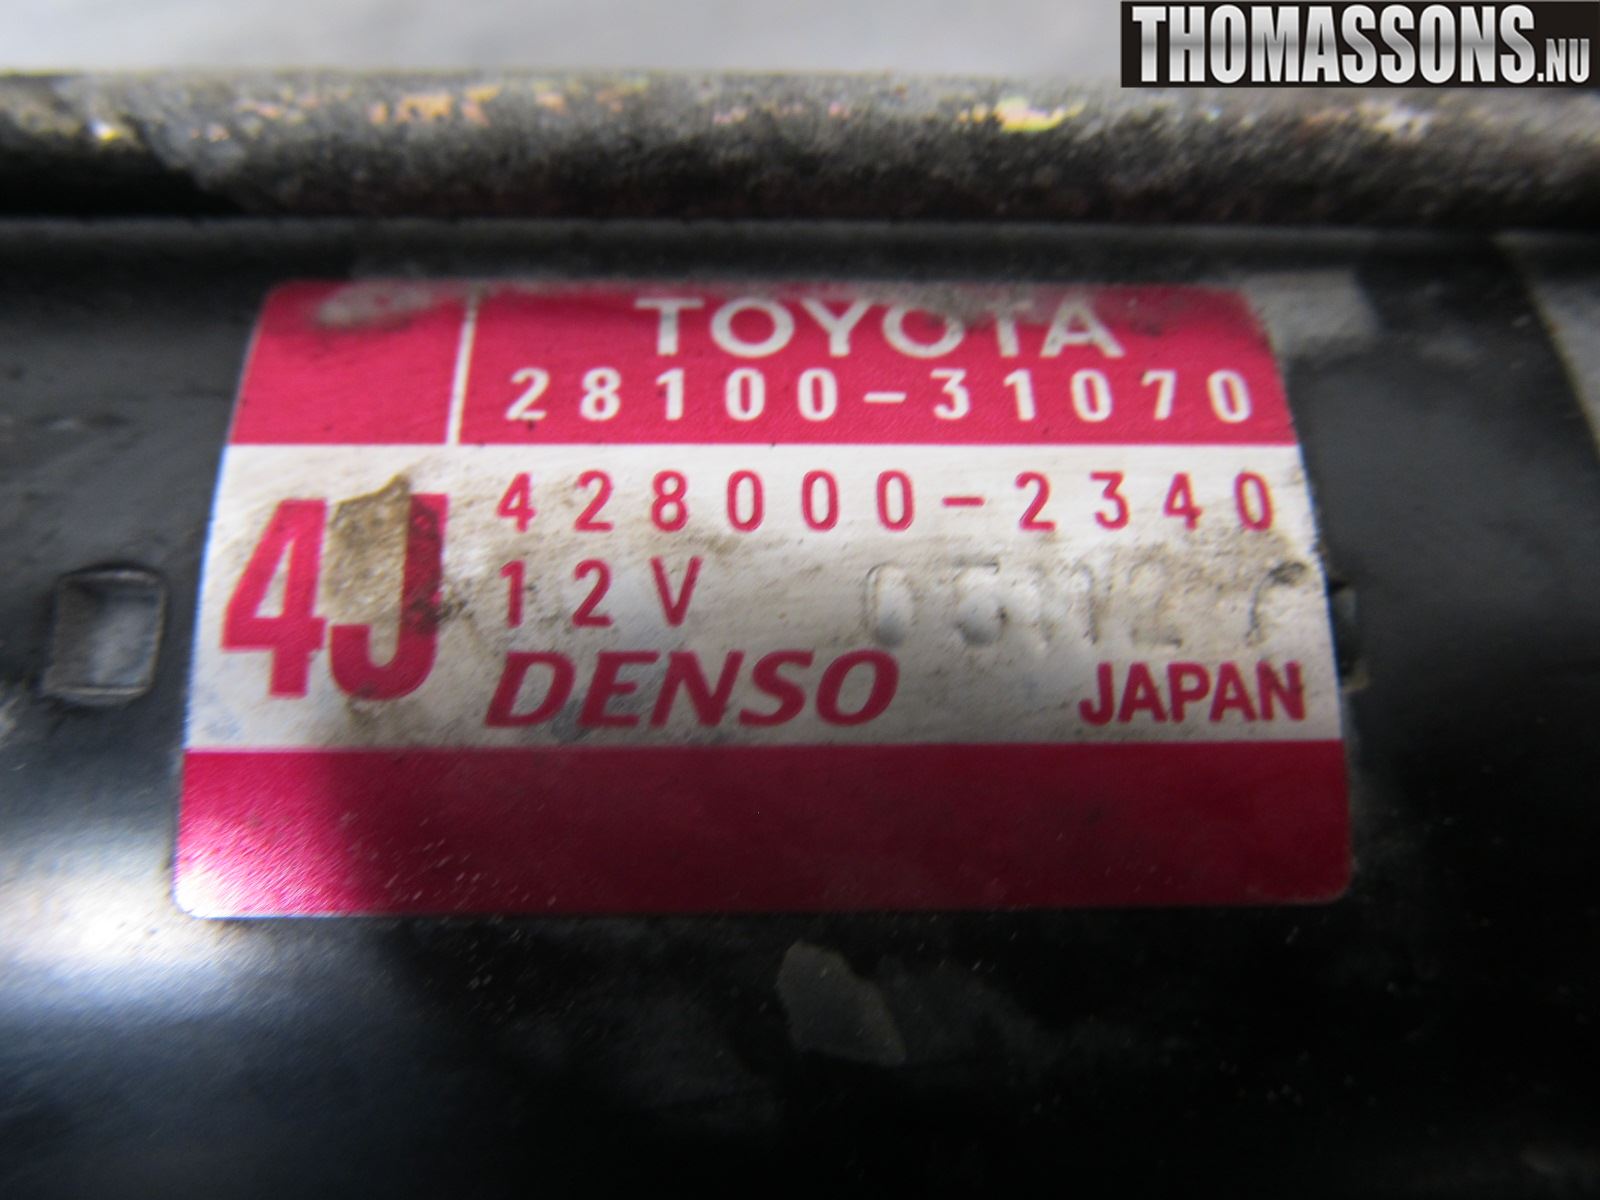 THOMASSONS.NU
TOYOTA
28100-31070
4J
428000-2340
12V
DENSO
JAPAN